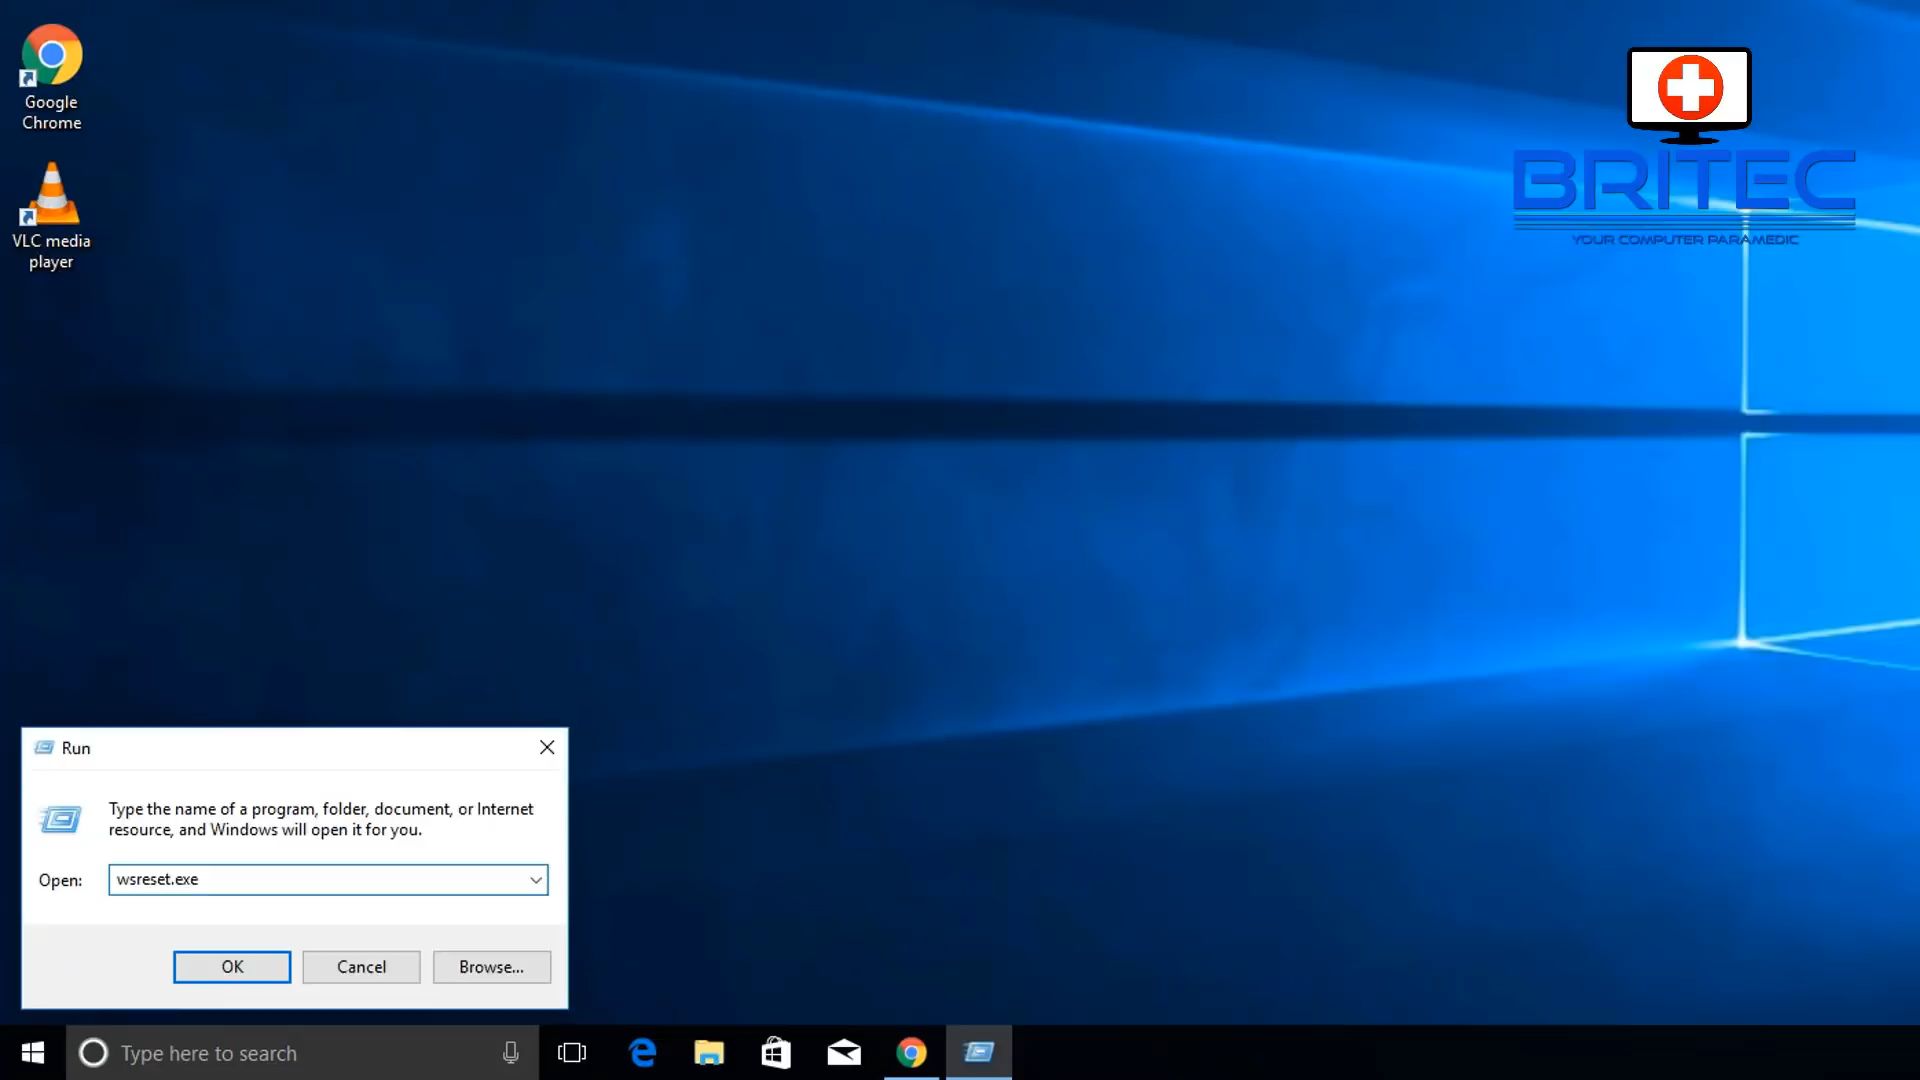 Google
Chrome
VLC media
player
BRITEC
YOUR COMPUTER PARAMEDIC
Run
Type the name of a program, folder, document, or Internet
resource, and Windows will open it for you.
Open: wsreset.exe
OK Cancel Browse...
Type here to search